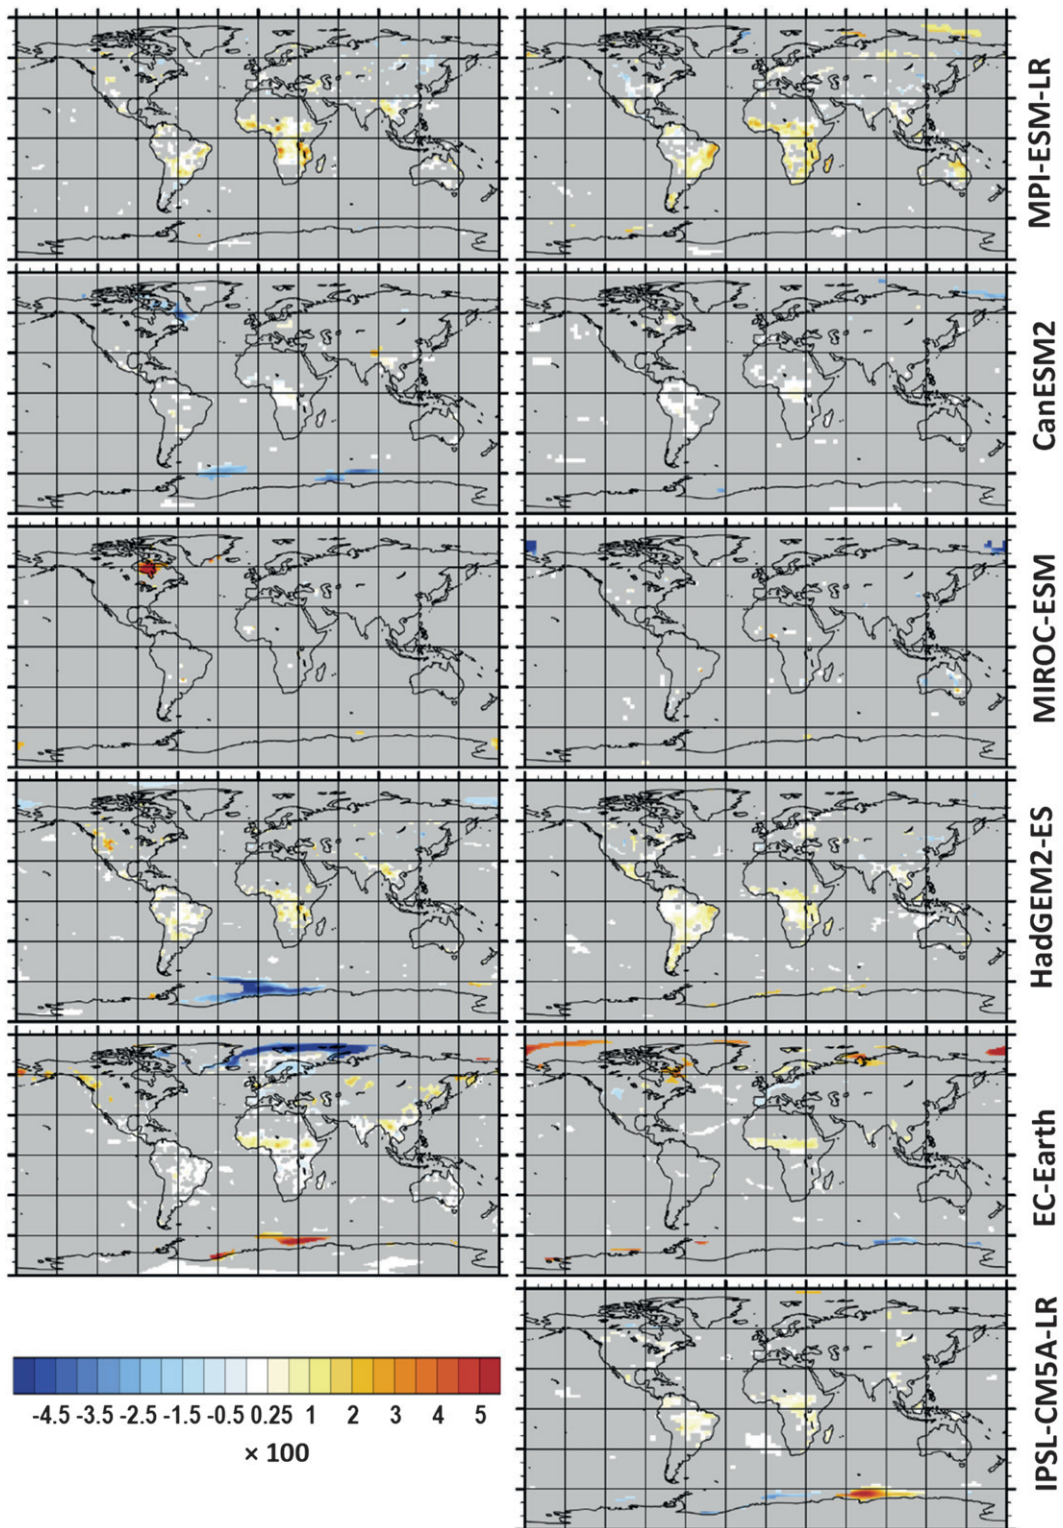 MPI-ESM-LR
CanESM2
MIROC-ESM
HadGEM2-ES
EC-Earth
IPSL-CM5A-LR
-4.5 -3.5 -2.5 -1.5 -0.5 0.25 1 2 3 4 5
× 100